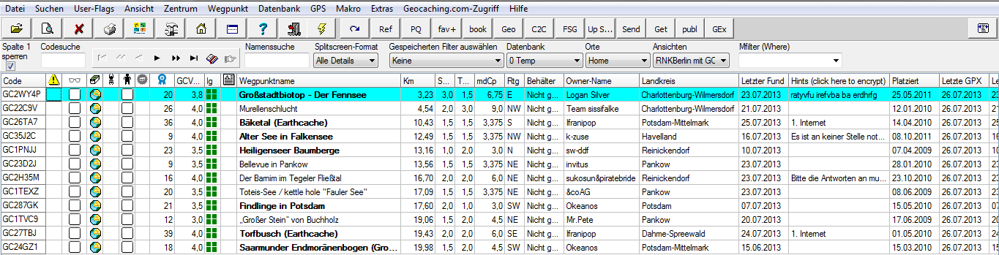 Datei Suchen User-Flags Ansicht Zentrum Wegpunkt Datenbank GPS Makro Extras Geocaching.com-Zugriff Hilfe
Ref PQ fav+ book Geo C2C FSG Up S... Send Get publ GEx
Spalte 1 sperren Codesuche Namenssuche Splitscreen-Format Gespeicherten Filter auswählen Datenbank Orte Ansichten Mfilter (Where)
All Details Keine 0 Temp Home RNKBerlin mit GC
Code GCV... Ig Wegpunktname Km S... T... mdCp Rtg Behälter Owner-Name Landkreis Letzter Fund Hints (click here to encrypt) Platziert Letzte GPX Le
GC2WY4P 20 3,8 Großstadtbiotop - Der Fennsee 3,23 3,0 1,5 6,75 E Nicht g... Logan Silver Charlottenburg-Wilmersdorf 23.07.2013 ratyvfu irefvba ba erdhrfg 25.05.2011 26.07.2013 23.0
GC22C9V 26 4,0 Murellenschlucht 4,54 2,0 3,0 9,0 NW Nicht g... Team sissifalke Charlottenburg-Wilmersdorf 21.07.2013 12.01.2010 26.07.2013
GC26TA7 36 4,0 Bäketal (Earthcache) 10,43 1,5 1,5 3,375 S Nicht g... Ifranipop Potsdam-Mittelmark 25.07.2013 1. Internet 14.04.2010 26.07.2013
GC35J2C 9 4,0 Alter See in Falkensee 12,49 1,5 1,5 3,375 NW Nicht g... k-zuse Havelland 16.07.2013 Es ist an keiner Stelle not... 08.10.2011 26.07.2013
GC1PNJJ 23 3,5 Heiligenseer Baumberge 13,16 1,0 2,0 3,0 N Nicht g... sw-ddf Reinickendorf 10.07.2013 07.04.2009 26.07.2013
GC23D2J 9 3,5 Bellevue in Pankow 13,56 1,5 1,5 3,375 NE Nicht g... invitus Pankow 23.07.2013 29.01.2010 26.07.2013
GC2H35M 16 4,0 Der Barnim im Tegeler Fließtal 16,70 2,0 2,0 6,0 NE Nicht g... sukosun&piratebride Reinickendorf 23.07.2013 Bitte die Antworten an mu... 23.10.2010 26.07.2013
GC1TEXZ 20 3,5 Toteis-See / kettle hole "Fauler See" 17,09 1,5 1,5 3,375 NE Nicht g... &coAG Pankow 23.07.2013 08.06.2009 26.07.2013
GC287GK 21 3,5 Findlinge in Potsdam 17,60 2,0 1,0 3,0 SW Nicht g... Okeanos Potsdam 07.07.2013 15.05.2010 26.07.2013
GC1TVC9 12 3,0 „Großer Stein" von Buchholz 19,06 1,5 2,0 4,5 NE Nicht g... Mr.Pete Pankow 20.07.2013 17.06.2009 26.07.2013
GC27TBJ 39 4,0 Torfbusch (Earthcache) 19,43 2,0 2,0 6,0 SE Nicht g... Ifranipop Dahme-Spreewald 24.07.2013 1. Internet 01.05.2010 26.07.2013
GC24GZ1 18 4,0 Saarmunder Endmoränenbogen (Gro... 19,98 1,5 2,0 4,5 SW Nicht g... Okeanos Potsdam-Mittelmark 15.06.2013 15.03.2010 26.07.2013